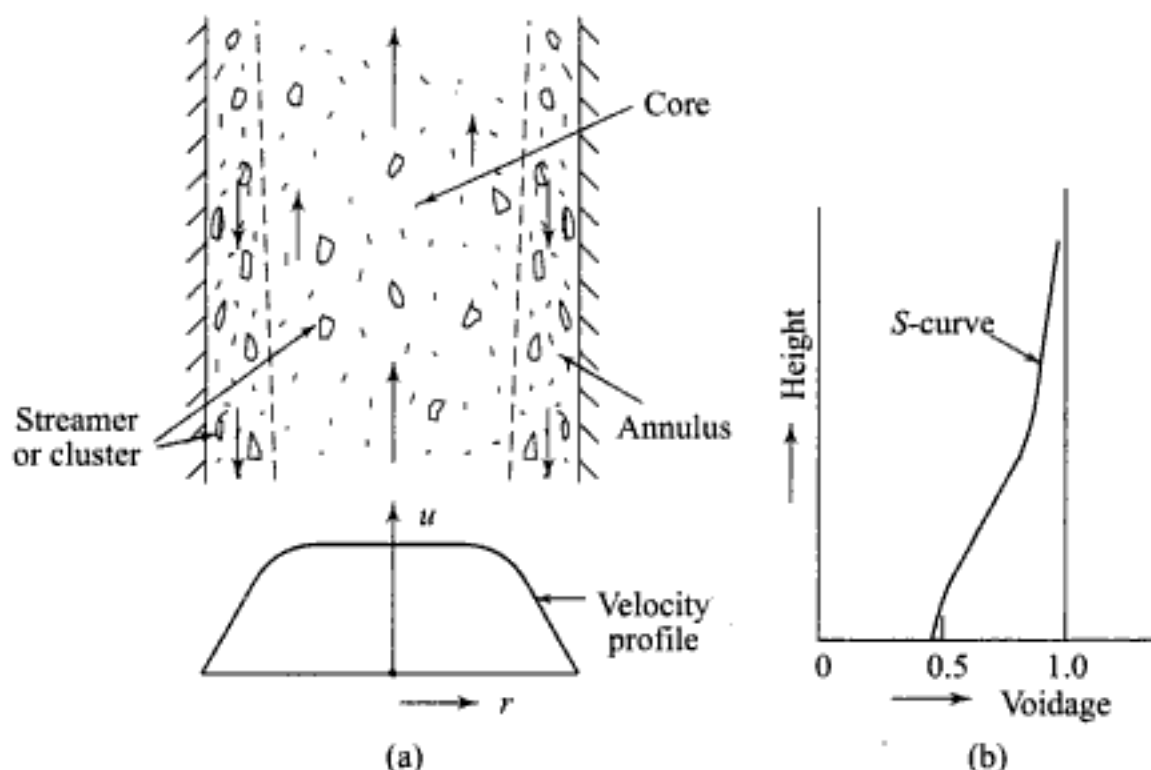 Core
Streamer
or cluster
Annulus
u
Velocity
profile
r
(a)
Height
S-curve
0
0.5
1.0
Voidage
(b)